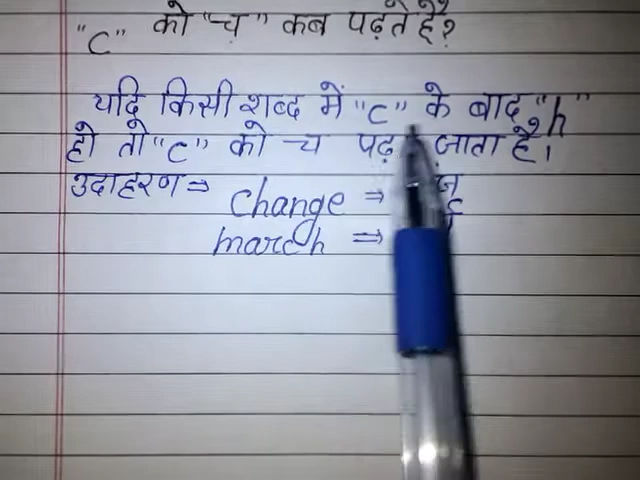 "C" को "च" कब पढ़ते हैं?
यदि किसी शब्द में "C" के बाद "h"
हो तो "C" को च पढ़ जाता है।
उदाहरण ⇒ Change ⇒
march ⇒